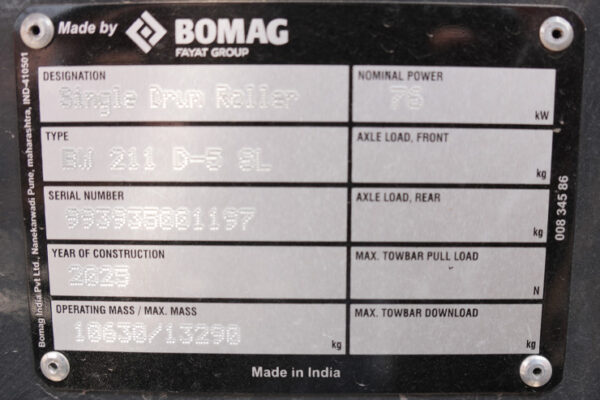 Made by BOMAG
FAYAT GROUP
DESIGNATION
Single Drum Roller
NOMINAL POWER
76
kW
TYPE
BW 211 D-5 SL
AXLE LOAD, FRONT
kg
SERIAL NUMBER
993935001197
AXLE LOAD, REAR
kg
YEAR OF CONSTRUCTION
2025
MAX. TOWBAR PULL LOAD
N
OPERATING MASS / MAX. MASS
10630/13290
kg
MAX. TOWBAR DOWNLOAD
kg
Made in India
Bomag India Pvt Ltd., Nanekarwadi Pune, maharashtra, IND-410501
008 345 86